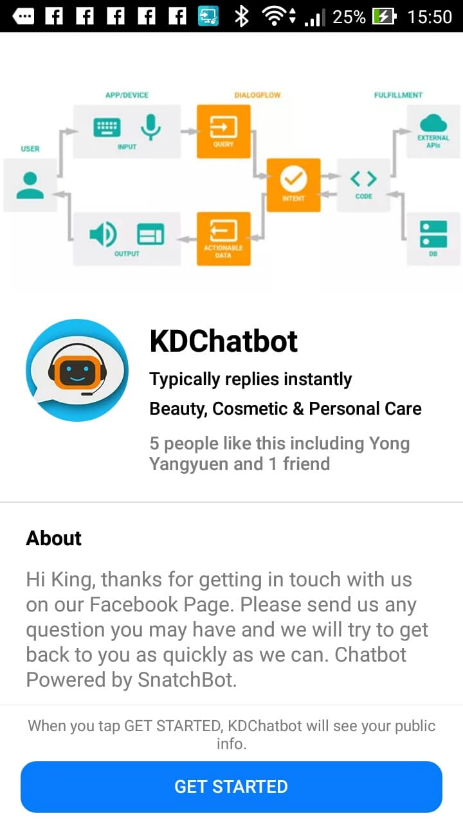 25% 15:50
APP/DEVICE DIALOGFLOW FULFILLMENT
USER
INPUT
QUERY
EXTERNAL
APIs
INTENT
CODE
OUTPUT
ACTIONABLE
DATA
DB
KDChatbot
Typically replies instantly
Beauty, Cosmetic & Personal Care
5 people like this including Yong
Yangyuen and 1 friend
About
Hi King, thanks for getting in touch with us
on our Facebook Page. Please send us any
question you may have and we will try to get
back to you as quickly as we can. Chatbot
Powered by SnatchBot.
When you tap GET STARTED, KDChatbot will see your public
info.
GET STARTED